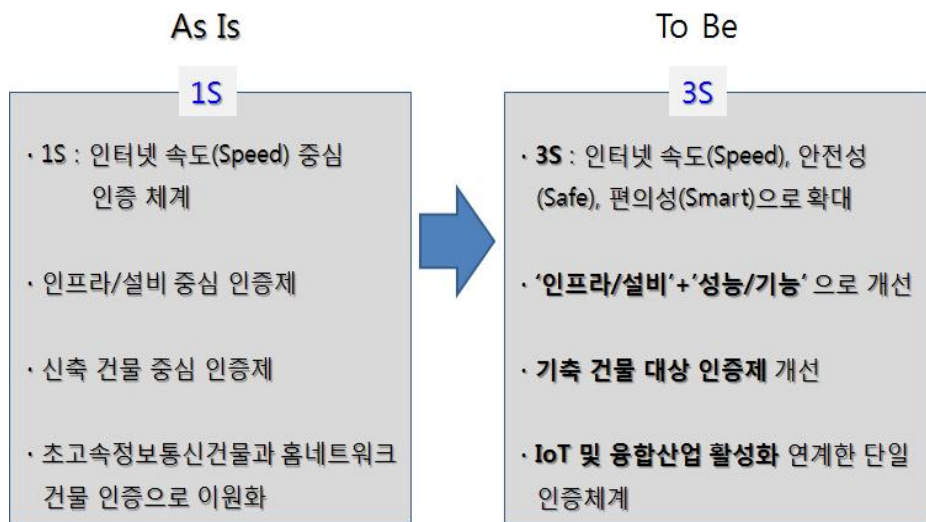 As Is
1S
· 1S : 인터넷 속도(Speed) 중심
인증 체계
· 인프라/설비 중심 인증제
· 신축 건물 중심 인증제
· 초고속정보통신건물과 홈네트워크
건물 인증으로 이원화
To Be
3S
· 3S : 인터넷 속도(Speed), 안전성
(Safe), 편의성(Smart)으로 확대
· ‘인프라/설비’+’성능/기능’ 으로 개선
· 기축 건물 대상 인증제 개선
· IoT 및 융합산업 활성화 연계한 단일
인증체계